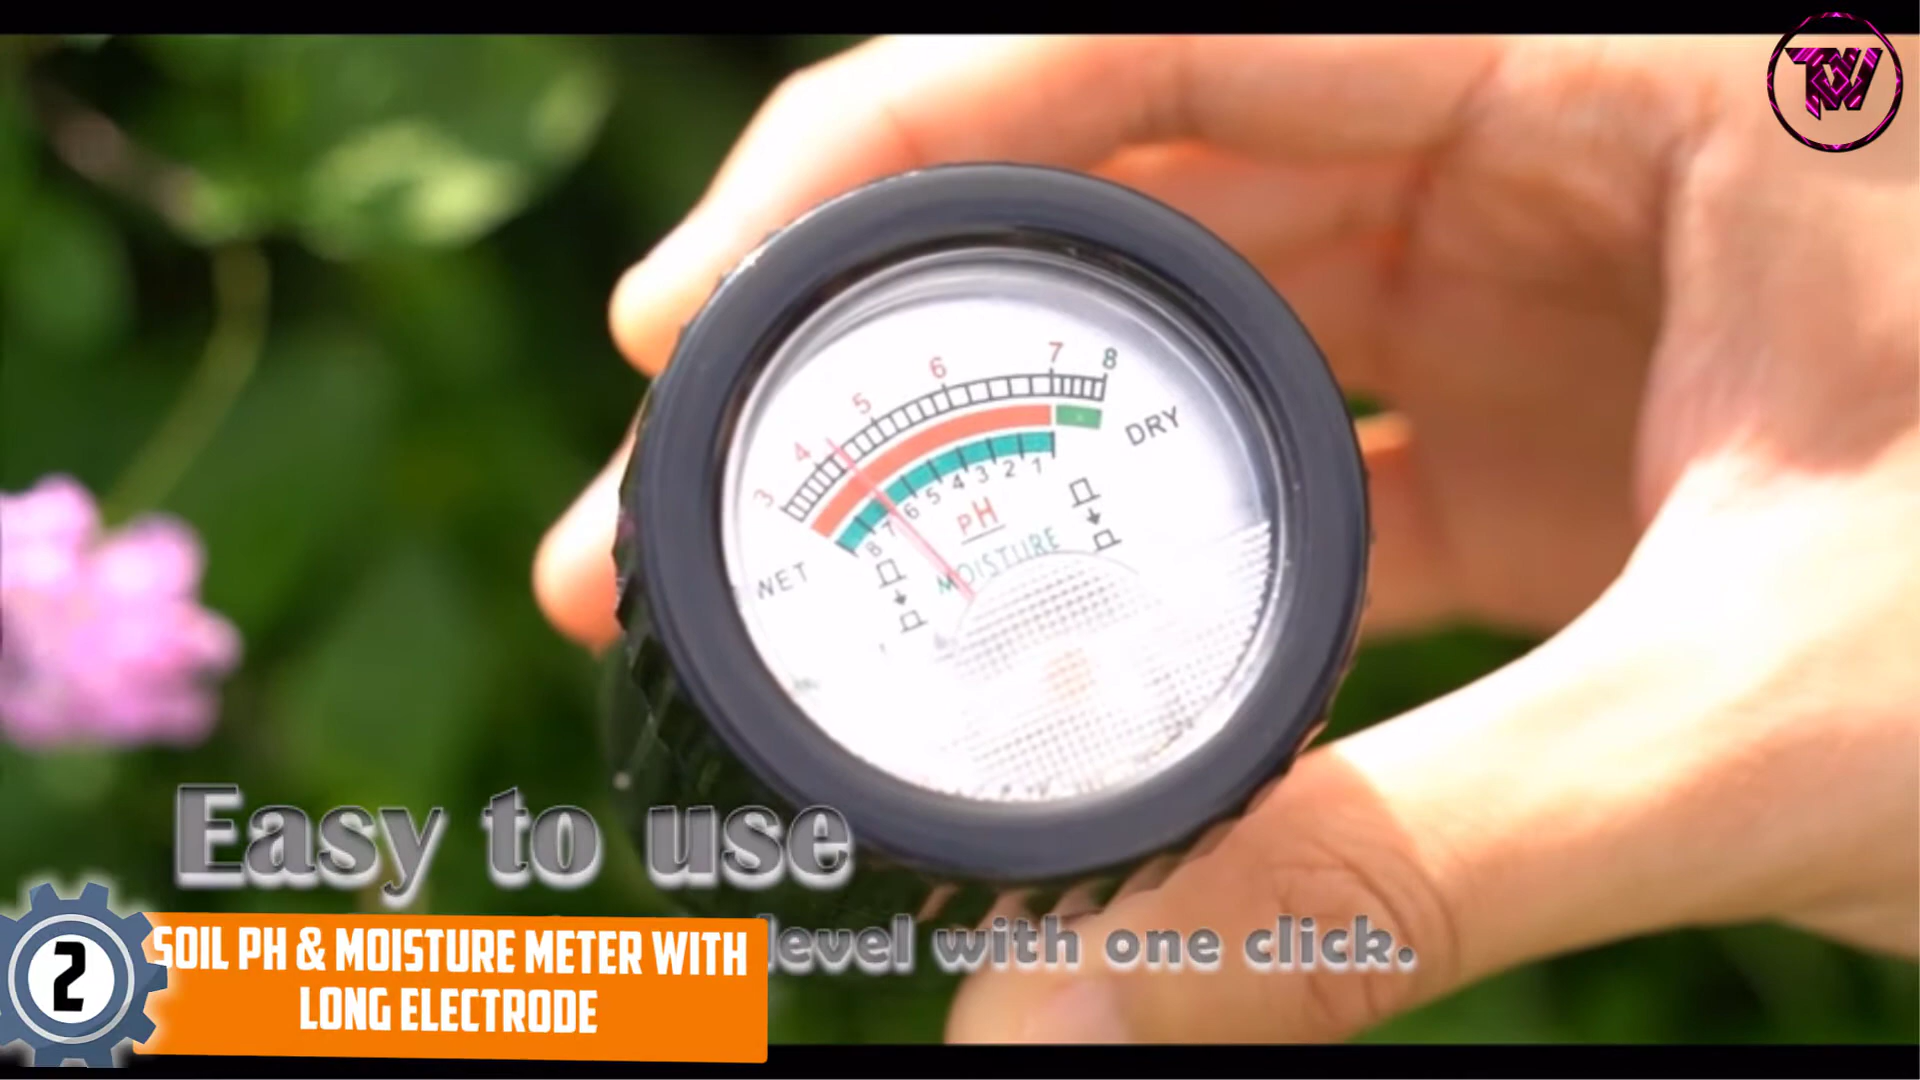 TW
3 4 5 6 7 8
DRY
8 7 6 5 4 3 2 1
pH
MOISTURE
WET
Easy to use
level with one click.
2
SOIL PH & MOISTURE METER WITH
LONG ELECTRODE